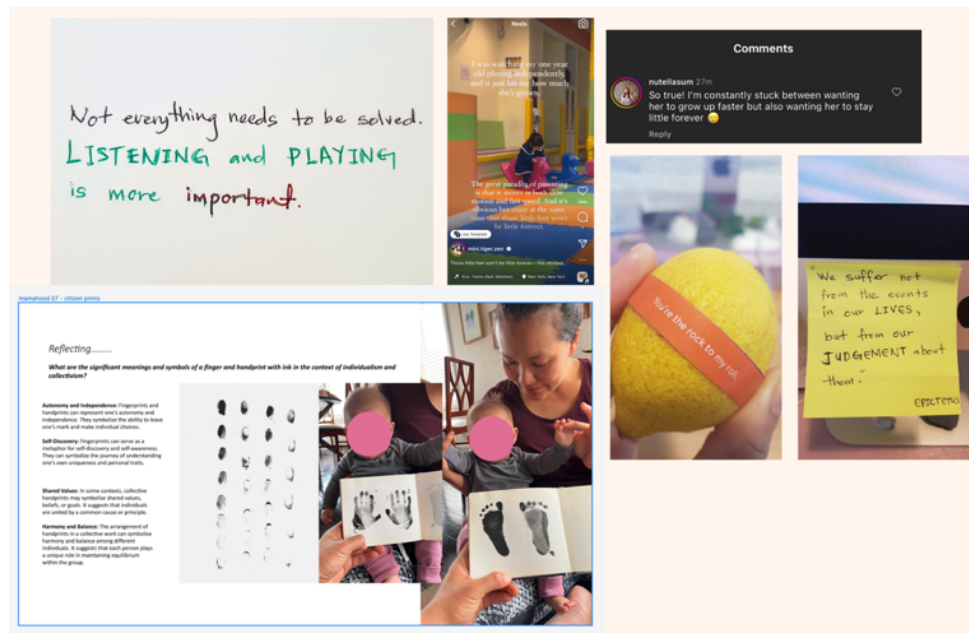 Not everything needs to be solved.
LISTENING and PLAYING
is more important.
Reels
I was watching my one year
old playing independently,
and it just hit me how much
she's grown.
The great paradox of parenting
is that it moves in both slow
motion and fast speed. And it's
obvious but crazy at the same
time that those little feet won't
be little forever.
Use Template
mini tiger zen
Those little feet won't be little forever—the obvious
New York, New York
Comments
nutellasum 27m
So true! I'm constantly stuck between wanting
her to grow up faster but also wanting her to stay
little forever 🥲
Reply
You're the rock to my roll.
"We suffer not
from the events
in our LIVES,
but from our
JUDGEMENT about
them."
EPICTETUS
mamahood 07 - citizen prints
Reflecting........
What are the significant meanings and symbols of a finger and handprint with ink in the context of individualism and
collectivism?
Autonomy and Independence: Fingerprints and
handprints can represent one's autonomy and
independence. They symbolize the ability to leave
one's mark and make individual choices.
Self-Discovery: Fingerprints can serve as a
metaphor for self-discovery and self-awareness.
They can symbolize the journey of understanding
one's own uniqueness and personal traits.
Shared Values: In some contexts, collective
handprints may symbolise shared values,
beliefs, or goals. It suggests that individuals
are united by a common cause or principle.
Harmony and Balance: The arrangement of
handprints in a collective work can symbolise
harmony and balance among different
individuals. It suggests that each person plays
a unique role in maintaining equilibrium
within the group.